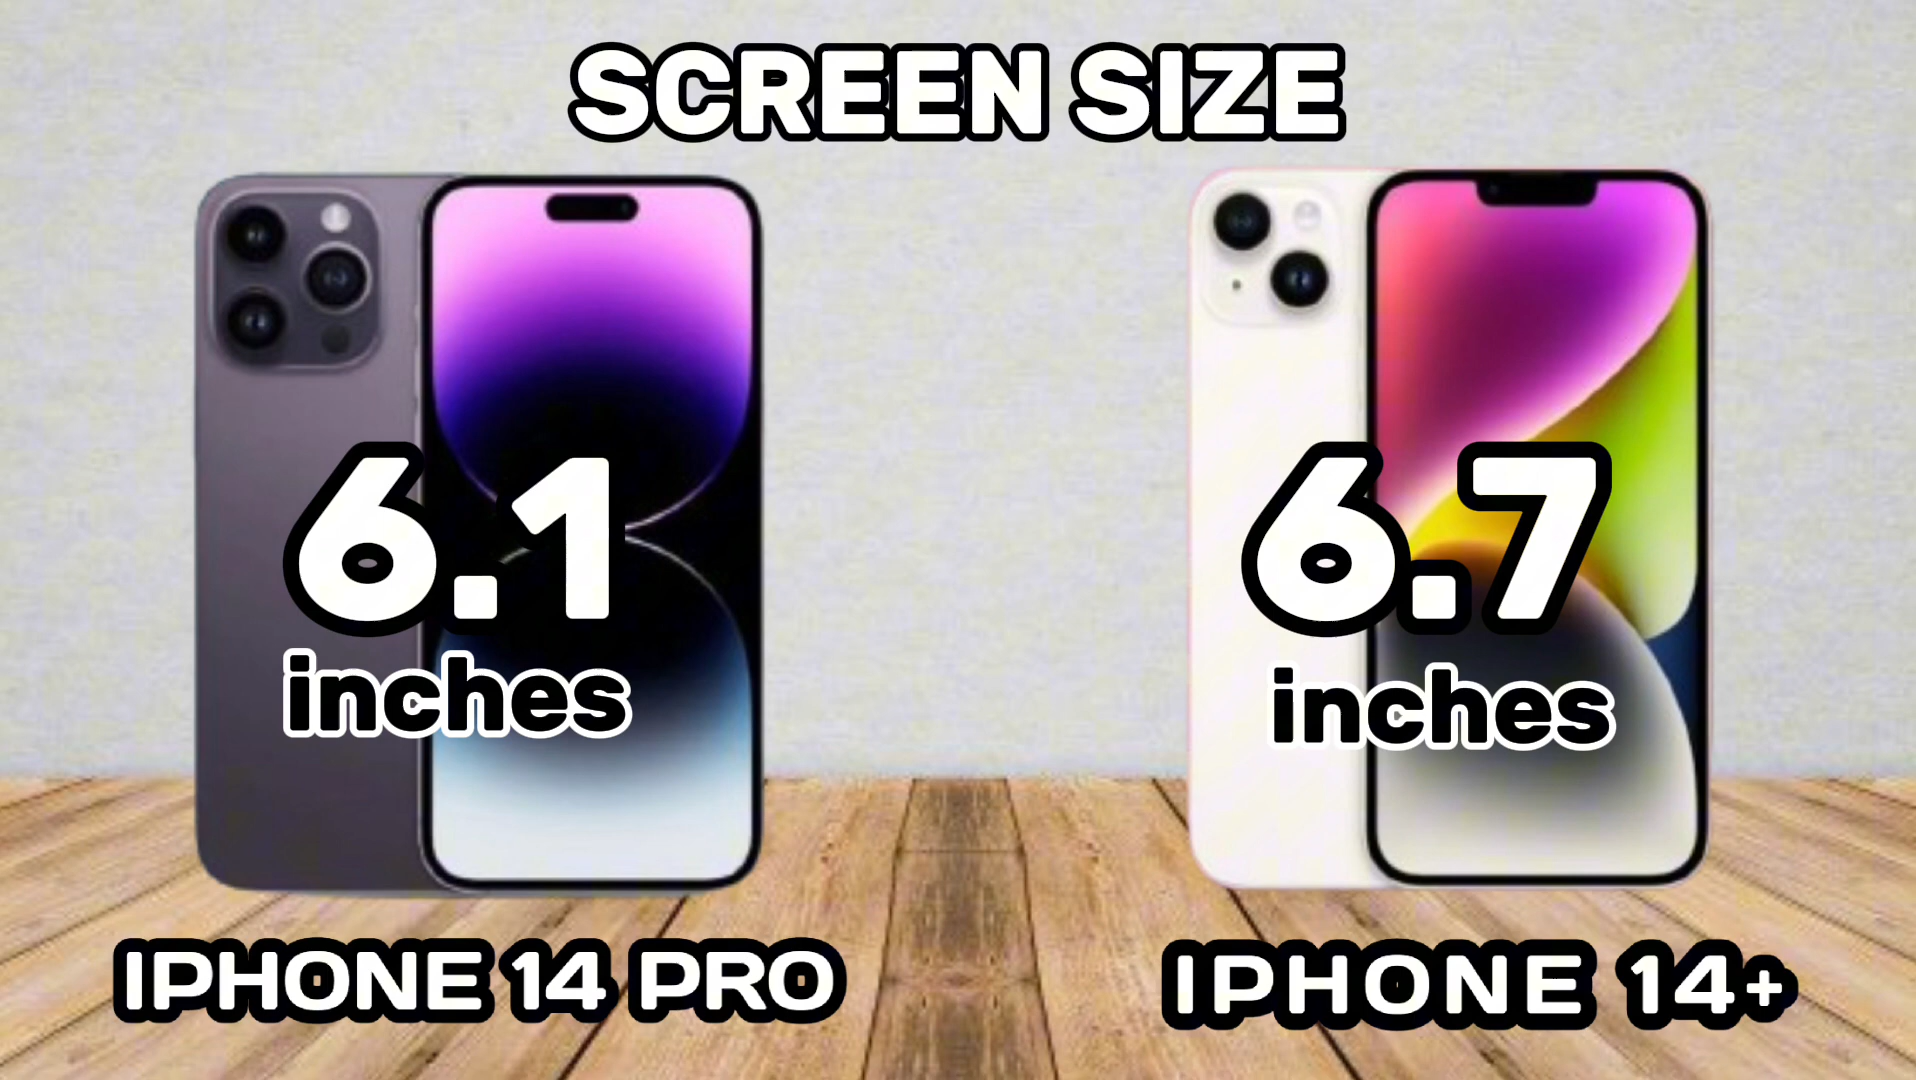 SCREEN SIZE
6.1
inches
6.7
inches
IPHONE 14 PRO
IPHONE 14+